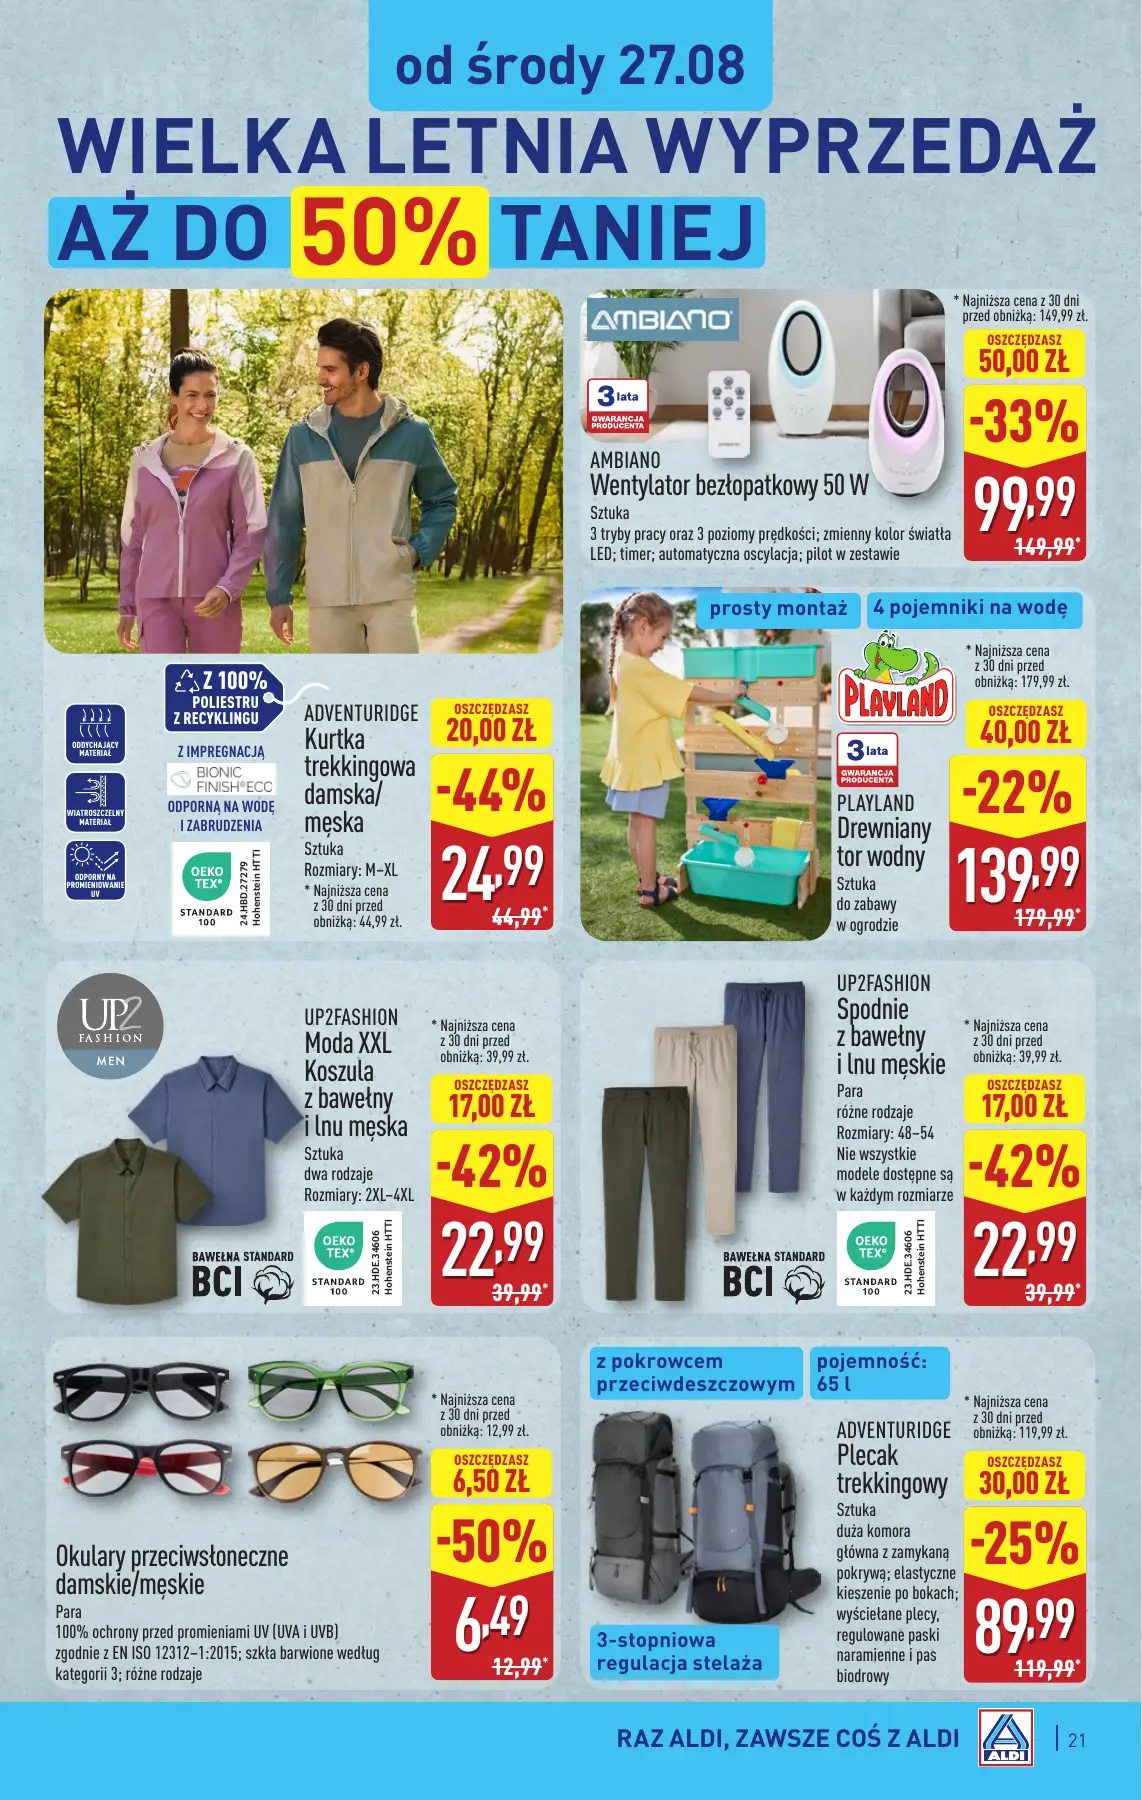 od środy 27.08
WIELKA LETNIA WYPRZEDAŻ
AŻ DO 50% TANIEJ
AMBIANO
3 lata
GWARANCJA
PRODUCENTA
AMBIANO
Wentylator bezłopatkowy 50 W
Sztuka
3 tryby pracy oraz 3 poziomy prędkości; zmienny kolor światła
LED; timer; automatyczna oscylacja; pilot w zestawie
* Najniższa cena z 30 dni
przed obniżką: 149,99 zł.
OSZCZĘDZASZ
50,00 ZŁ
-33%
99,99
149,99*
Z 100%
POLIESTRU
Z RECYKLINGU
ODDYCHAJĄCY
MATERIAŁ
WIATROSZCZELNY
MATERIAŁ
ODPORNY NA
PROMIENIOWANIE
UV
Z IMPREGNACJĄ
BIONIC
FINISH®ECO
ODPORNĄ NA WODĘ
I ZABRUDZENIA
OEKO
TEX®
STANDARD
100
24.HBD.27279
Hohenstein HTTI
ADVENTURIDGE
Kurtka
trekkingowa
damska/
męska
Sztuka
Rozmiary: M–XL
* Najniższa cena
z 30 dni przed
obniżką: 44,99 zł.
OSZCZĘDZASZ
20,00 ZŁ
-44%
24,99
44,99*
prosty montaż
4 pojemniki na wodę
PLAYLAND
3 lata
GWARANCJA
PRODUCENTA
PLAYLAND
Drewniany
tor wodny
Sztuka
do zabawy
w ogrodzie
* Najniższa cena
z 30 dni przed
obniżką: 179,99 zł.
OSZCZĘDZASZ
40,00 ZŁ
-22%
139,99
179,99*
UP2
FASHION
MEN
UP2FASHION
Moda XXL
Koszula
z bawełny
i lnu męska
Sztuka
dwa rodzaje
Rozmiary: 2XL–4XL
BAWEŁNA STANDARD
BCI
OEKO
TEX®
STANDARD
100
23.HDE.34606
Hohenstein HTTI
* Najniższa cena
z 30 dni przed
obniżką: 39,99 zł.
OSZCZĘDZASZ
17,00 ZŁ
-42%
22,99
39,99*
UP2FASHION
Spodnie
z bawełny
i lnu męskie
Para
różne rodzaje
Rozmiary: 48–54
Nie wszystkie
modele dostępne są
w każdym rozmiarze
BAWEŁNA STANDARD
BCI
OEKO
TEX®
STANDARD
100
23.HDE.34606
Hohenstein HTTI
* Najniższa cena
z 30 dni przed
obniżką: 39,99 zł.
OSZCZĘDZASZ
17,00 ZŁ
-42%
22,99
39,99*
Okulary przeciwsłoneczne
damskie/męskie
Para
100% ochrony przed promieniami UV (UVA i UVB)
zgodnie z EN ISO 12312–1:2015; szkła barwione według
kategorii 3; różne rodzaje
* Najniższa cena
z 30 dni przed
obniżką: 12,99 zł.
OSZCZĘDZASZ
6,50 ZŁ
-50%
6,49
12,99*
z pokrowcem
przeciwdeszczowym
pojemność:
65 l
3-stopniowa
regulacja stelaża
ADVENTURIDGE
Plecak
trekkingowy
Sztuka
duża komora
główna z zamykaną
pokrywą; elastyczne
kieszenie po bokach;
wyściełane plecy,
regulowane paski
naramienne i pas
biodrowy
* Najniższa cena
z 30 dni przed
obniżką: 119,99 zł.
OSZCZĘDZASZ
30,00 ZŁ
-25%
89,99
119,99*
RAZ ALDI, ZAWSZE COŚ Z ALDI
ALDI
21